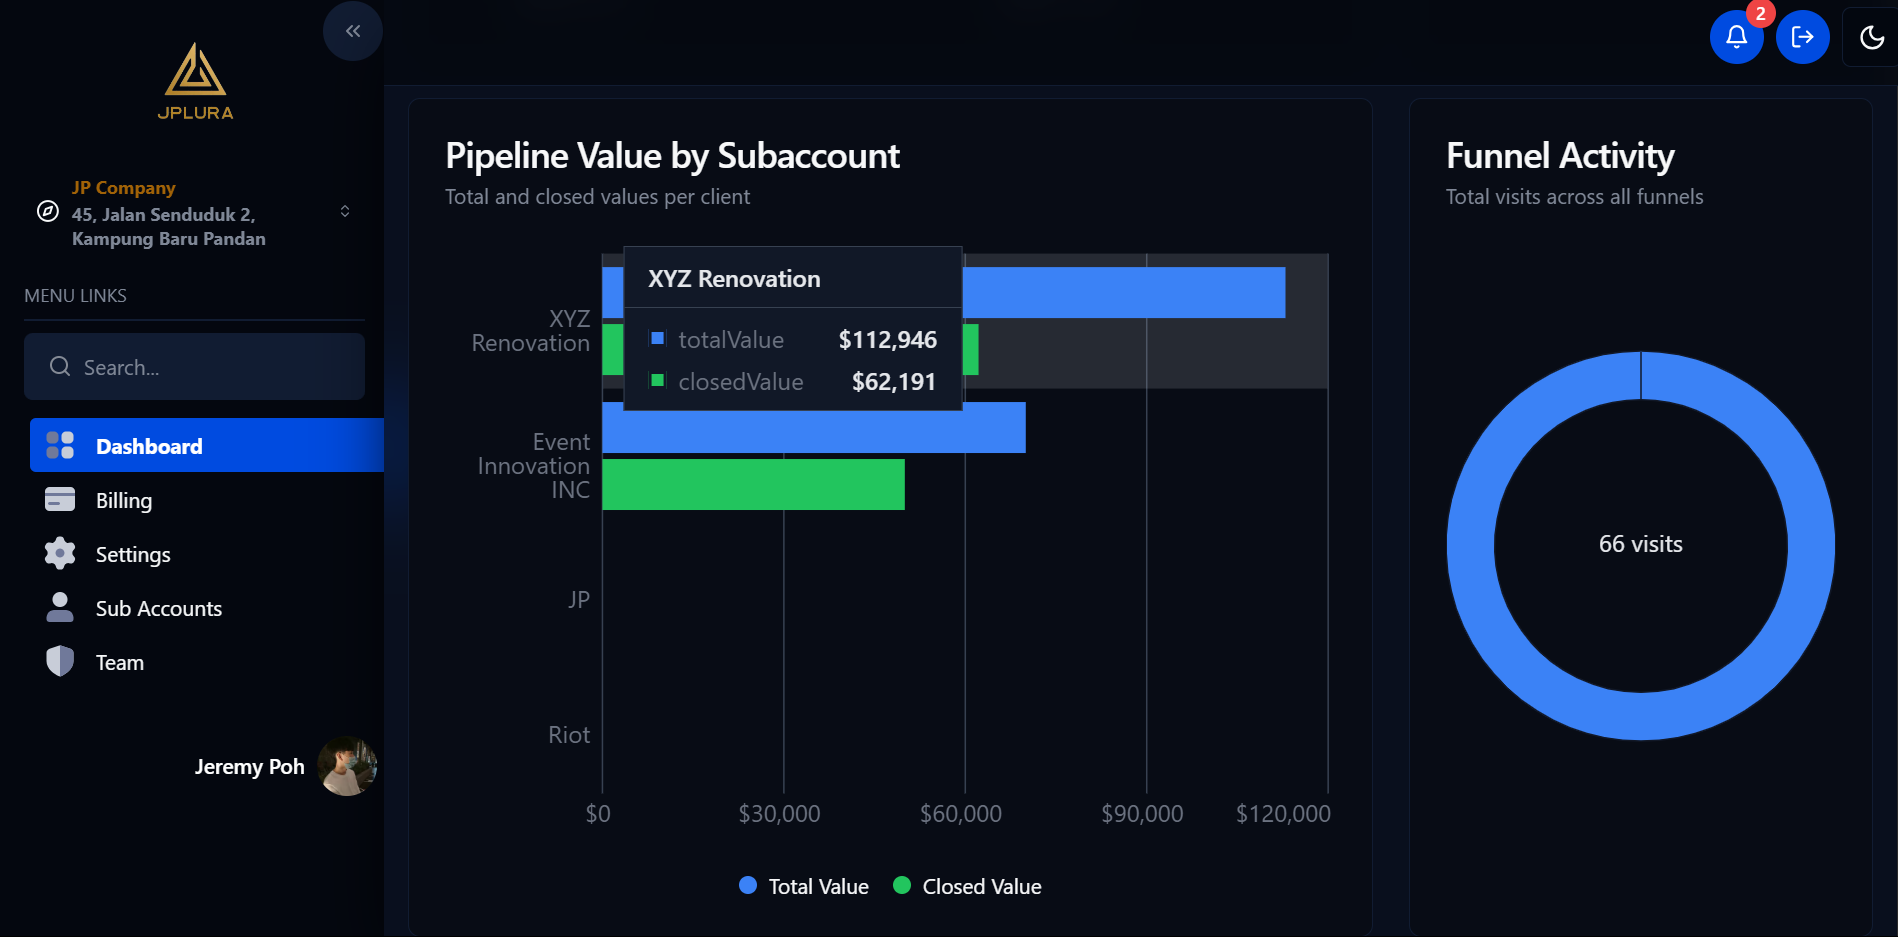 JPLURA
JP Company
45, Jalan Senduduk 2,
Kampung Baru Pandan
MENU LINKS
Search...
Dashboard
Billing
Settings
Sub Accounts
Team
Jeremy Poh
2
Pipeline Value by Subaccount
Total and closed values per client
XYZ Renovation
totalValue $112,946
closedValue $62,191
XYZ
Renovation
Event
Innovation
INC
JP
Riot
$0 $30,000 $60,000 $90,000 $120,000
Total Value Closed Value
Funnel Activity
Total visits across all funnels
66 visits